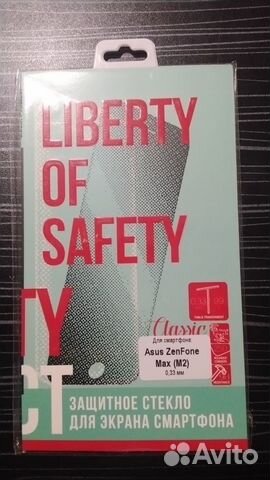 LIBERTY
OF
SAFETY
TY
CT
Classic
Для смартфона:
Asus ZenFone
Max (M2)
0,33 мм
ЗАЩИТНОЕ СТЕКЛО
ДЛЯ ЭКРАНА СМАРТФОНА
Avito